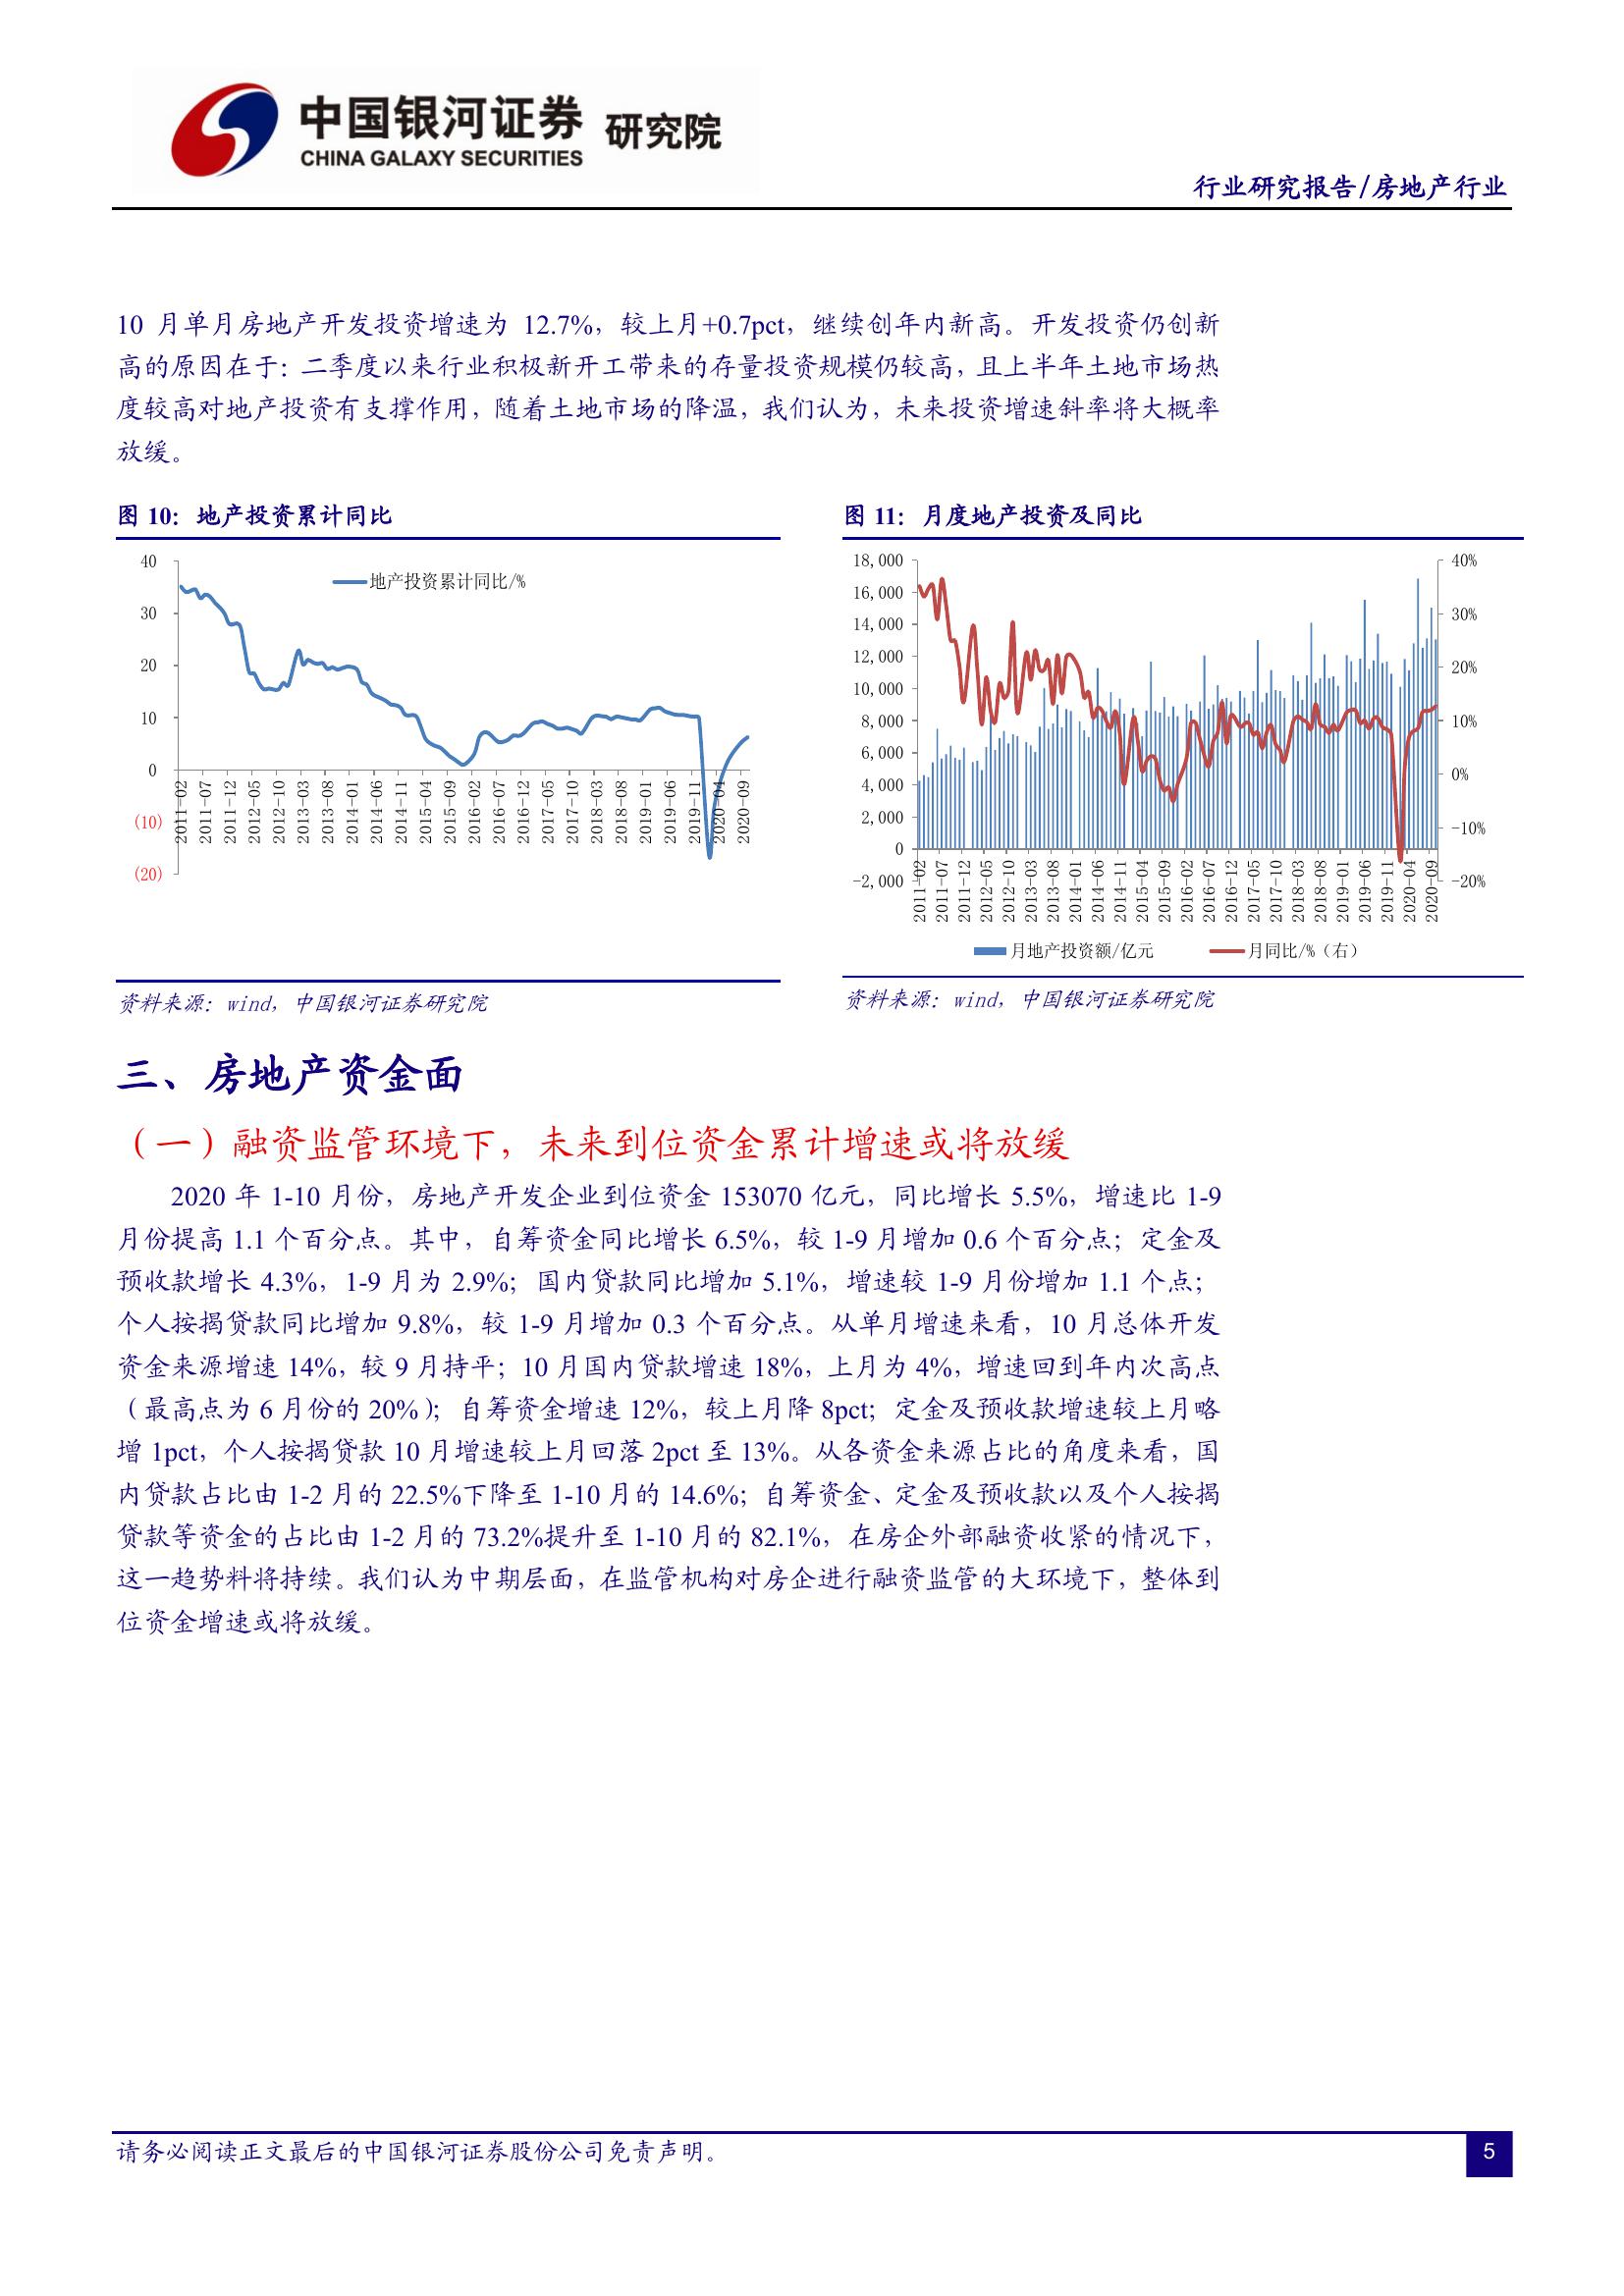 中国银河证券 研究院
CHINA GALAXY SECURITIES
行业研究报告/房地产行业
10 月单月房地产开发投资增速为 12.7%，较上月+0.7pct，继续创年内新高。开发投资仍创新
高的原因在于：二季度以来行业积极新开工带来的存量投资规模仍较高，且上半年土地市场热
度较高对地产投资有支撑作用，随着土地市场的降温，我们认为，未来投资增速斜率将大概率
放缓。
图 10：地产投资累计同比
40
30
20
10
0
(10)
(20)
地产投资累计同比/%
2011-02
2011-07
2011-12
2012-05
2012-10
2013-03
2013-08
2014-01
2014-06
2014-11
2015-04
2015-09
2016-02
2016-07
2016-12
2017-05
2017-10
2018-03
2018-08
2019-01
2019-06
2019-11
2020-04
2020-09
资料来源：wind，中国银河证券研究院
图 11：月度地产投资及同比
18,000
16,000
14,000
12,000
10,000
8,000
6,000
4,000
2,000
0
-2,000
40%
30%
20%
10%
0%
-10%
-20%
2011-02
2011-07
2011-12
2012-05
2012-10
2013-03
2013-08
2014-01
2014-06
2014-11
2015-04
2015-09
2016-02
2016-07
2016-12
2017-05
2017-10
2018-03
2018-08
2019-01
2019-06
2019-11
2020-04
2020-09
月地产投资额/亿元
月同比/%（右）
资料来源：wind，中国银河证券研究院
三、房地产资金面
（一）融资监管环境下，未来到位资金累计增速或将放缓
2020 年 1-10 月份，房地产开发企业到位资金 153070 亿元，同比增长 5.5%，增速比 1-9
月份提高 1.1 个百分点。其中，自筹资金同比增长 6.5%，较 1-9 月增加 0.6 个百分点；定金及
预收款增长 4.3%，1-9 月为 2.9%；国内贷款同比增加 5.1%，增速较 1-9 月份增加 1.1 个点；
个人按揭贷款同比增加 9.8%，较 1-9 月增加 0.3 个百分点。从单月增速来看，10 月总体开发
资金来源增速 14%，较 9 月持平；10 月国内贷款增速 18%，上月为 4%，增速回到年内次高点
（最高点为 6 月份的 20%）；自筹资金增速 12%，较上月降 8pct；定金及预收款增速较上月略
增 1pct，个人按揭贷款 10 月增速较上月回落 2pct 至 13%。从各资金来源占比的角度来看，国
内贷款占比由 1-2 月的 22.5%下降至 1-10 月的 14.6%；自筹资金、定金及预收款以及个人按揭
贷款等资金的占比由 1-2 月的 73.2%提升至 1-10 月的 82.1%，在房企外部融资收紧的情况下，
这一趋势料将持续。我们认为中期层面，在监管机构对房企进行融资监管的大环境下，整体到
位资金增速或将放缓。
请务必阅读正文最后的中国银河证券股份公司免责声明。
5